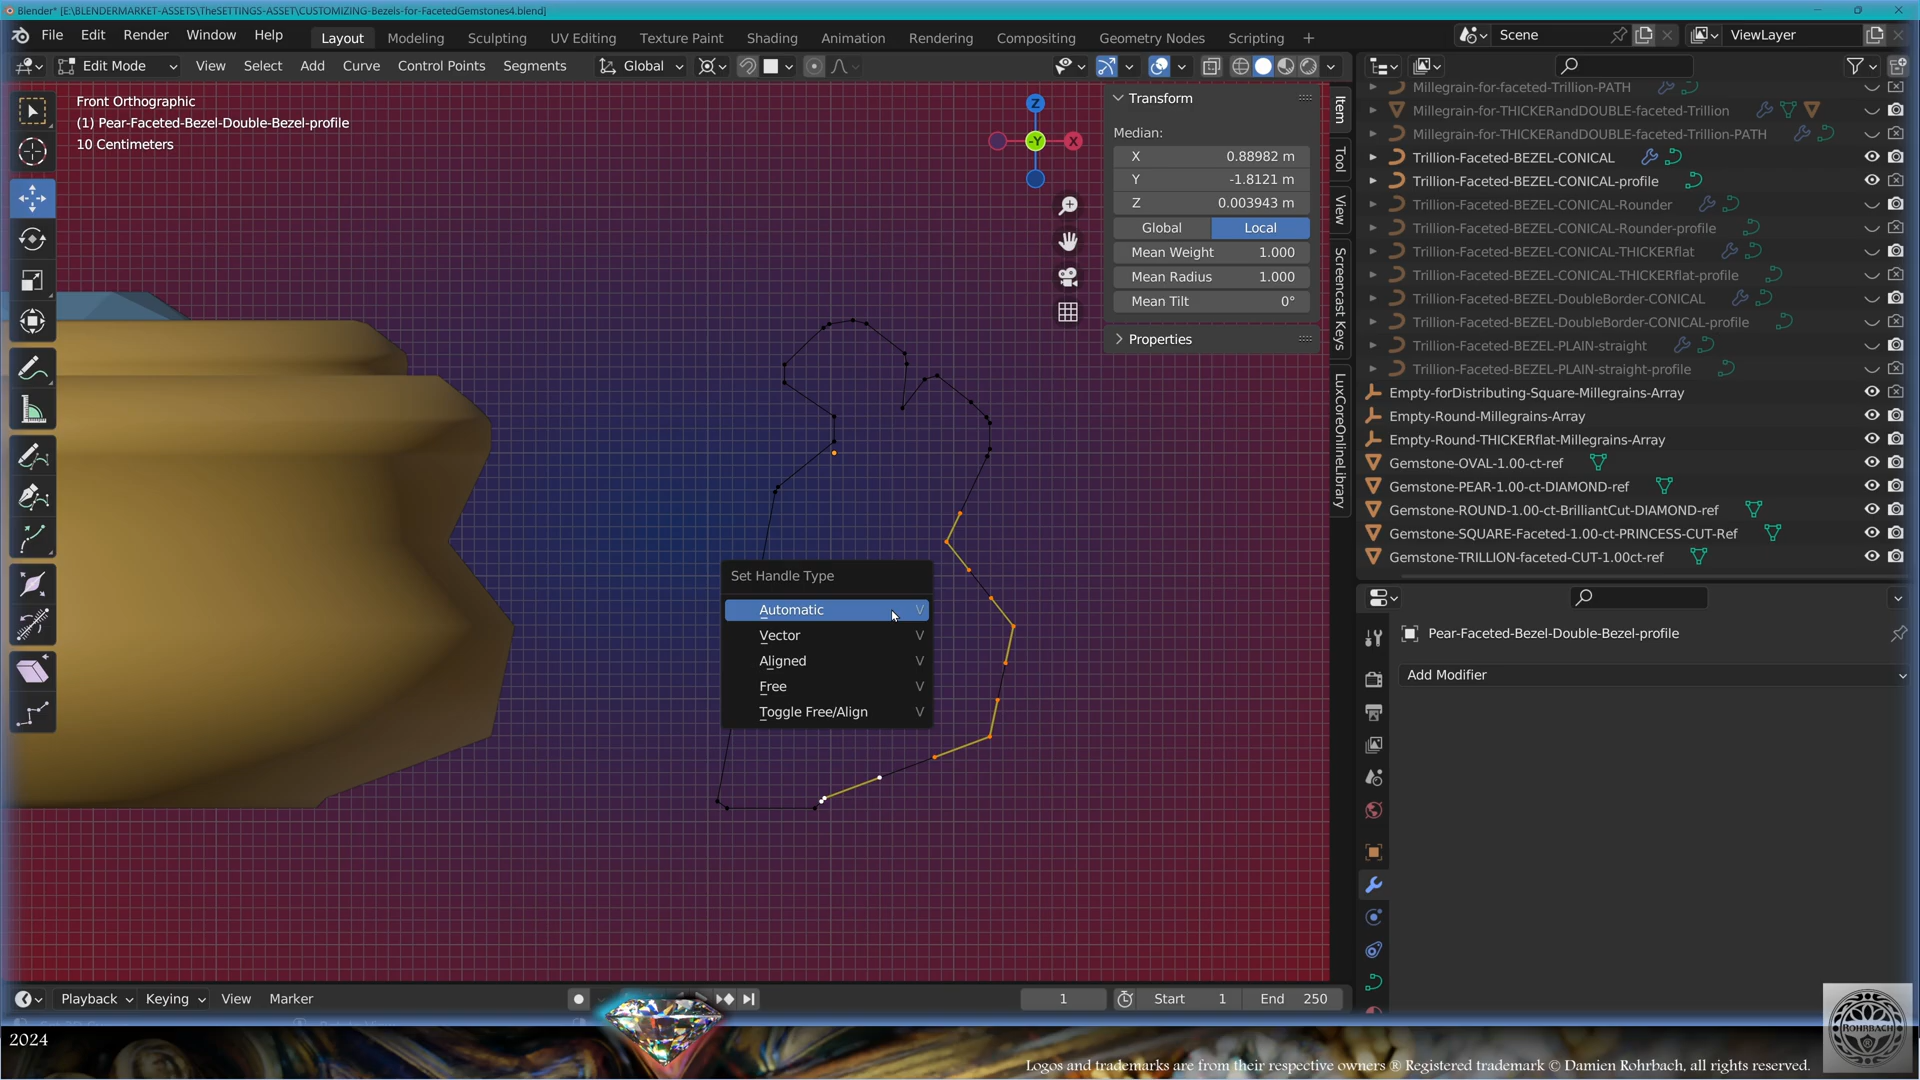 Blender* [E:\BLENDERMARKET-ASSETS\TheSETTINGS-ASSET\CUSTOMIZING-Bezels-for-FacetedGemstones4.blend]
File Edit Render Window Help Layout Modeling Sculpting UV Editing Texture Paint Shading Animation Rendering Compositing Geometry Nodes Scripting + Scene ViewLayer
Edit Mode View Select Add Curve Control Points Segments Global
Front Orthographic
(1) Pear-Faceted-Bezel-Double-Bezel-profile
10 Centimeters
Z
-Y
X
Transform
Median:
X 0.88982 m
Y -1.8121 m
Z 0.003943 m
Global Local
Mean Weight 1.000
Mean Radius 1.000
Mean Tilt 0°
Properties
Item
Tool
View
Screencast Keys
LuxCoreOnlineLibrary
Millegrain-for-faceted-Trillion-PATH
Millegrain-for-THICKERandDOUBLE-faceted-Trillion
Millegrain-for-THICKERandDOUBLE-faceted-Trillion-PATH
Trillion-Faceted-BEZEL-CONICAL
Trillion-Faceted-BEZEL-CONICAL-profile
Trillion-Faceted-BEZEL-CONICAL-Rounder
Trillion-Faceted-BEZEL-CONICAL-Rounder-profile
Trillion-Faceted-BEZEL-CONICAL-THICKERflat
Trillion-Faceted-BEZEL-CONICAL-THICKERflat-profile
Trillion-Faceted-BEZEL-DoubleBorder-CONICAL
Trillion-Faceted-BEZEL-DoubleBorder-CONICAL-profile
Trillion-Faceted-BEZEL-PLAIN-straight
Trillion-Faceted-BEZEL-PLAIN-straight-profile
Empty-forDistributing-Square-Millegrains-Array
Empty-Round-Millegrains-Array
Empty-Round-THICKERflat-Millegrains-Array
Gemstone-OVAL-1.00-ct-ref
Gemstone-PEAR-1.00-ct-DIAMOND-ref
Gemstone-ROUND-1.00-ct-BrilliantCut-DIAMOND-ref
Gemstone-SQUARE-Faceted-1.00-ct-PRINCESS-CUT-Ref
Gemstone-TRILLION-faceted-CUT-1.00ct-ref
Set Handle Type
Automatic V
Vector V
Aligned V
Free V
Toggle Free/Align V
Pear-Faceted-Bezel-Double-Bezel-profile
Add Modifier
Playback Keying View Marker 1 Start 1 End 250
2024
Logos and trademarks are from their respective owners ® Registered trademark © Damien Rohrbach, all rights reserved.
ROHRBACH
®